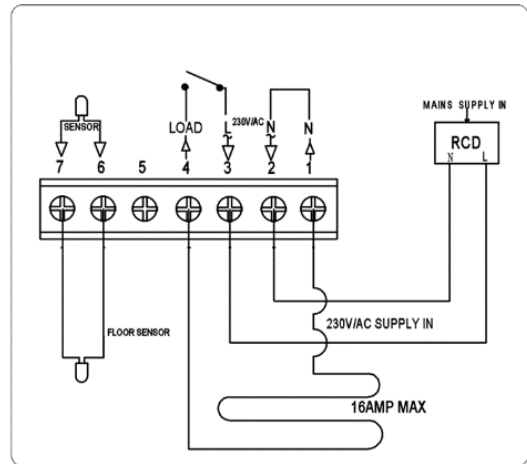 MAINS SUPPLY IN
RCD
N L
SENSOR
LOAD L 230V/AC N N
7 6 5 4 3 2 1
FLOOR SENSOR
230V/AC SUPPLY IN
16AMP MAX